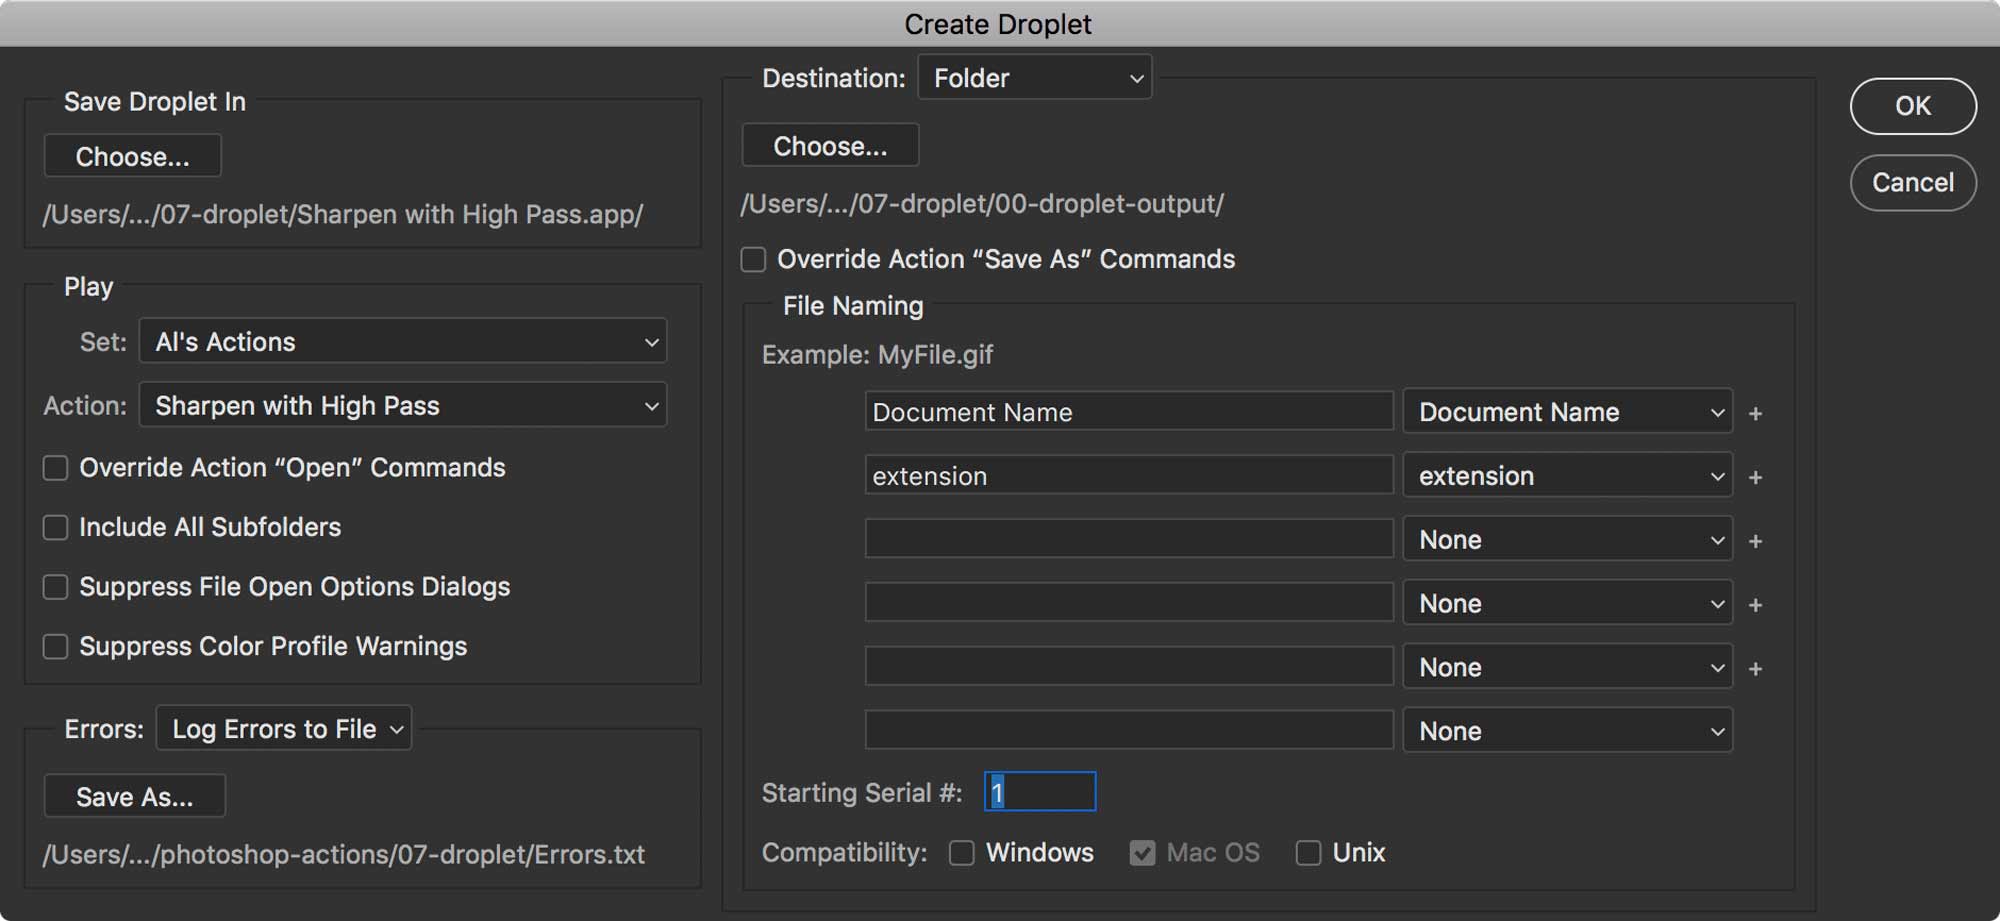 Create Droplet
Save Droplet In
Choose...
/Users/.../07-droplet/Sharpen with High Pass.app/
Play
Set: Al's Actions
Action: Sharpen with High Pass
Override Action “Open” Commands
Include All Subfolders
Suppress File Open Options Dialogs
Suppress Color Profile Warnings
Errors: Log Errors to File
Save As...
/Users/.../photoshop-actions/07-droplet/Errors.txt
Destination: Folder
Choose...
/Users/.../07-droplet/00-droplet-output/
Override Action “Save As” Commands
File Naming
Example: MyFile.gif
Document Name Document Name +
extension extension +
None +
None +
None +
None
Starting Serial #: 1
Compatibility: Windows Mac OS Unix
OK
Cancel